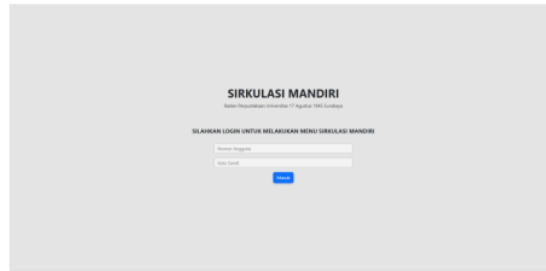 SIRKULASI MANDIRI
Badan Perpustakaan Universitas 17 Agustus 1945 Surabaya
SILAHKAN LOGIN UNTUK MELAKUKAN MENU SIRKULASI MANDIRI
Nomor Anggota
Kata Sandi
Masuk